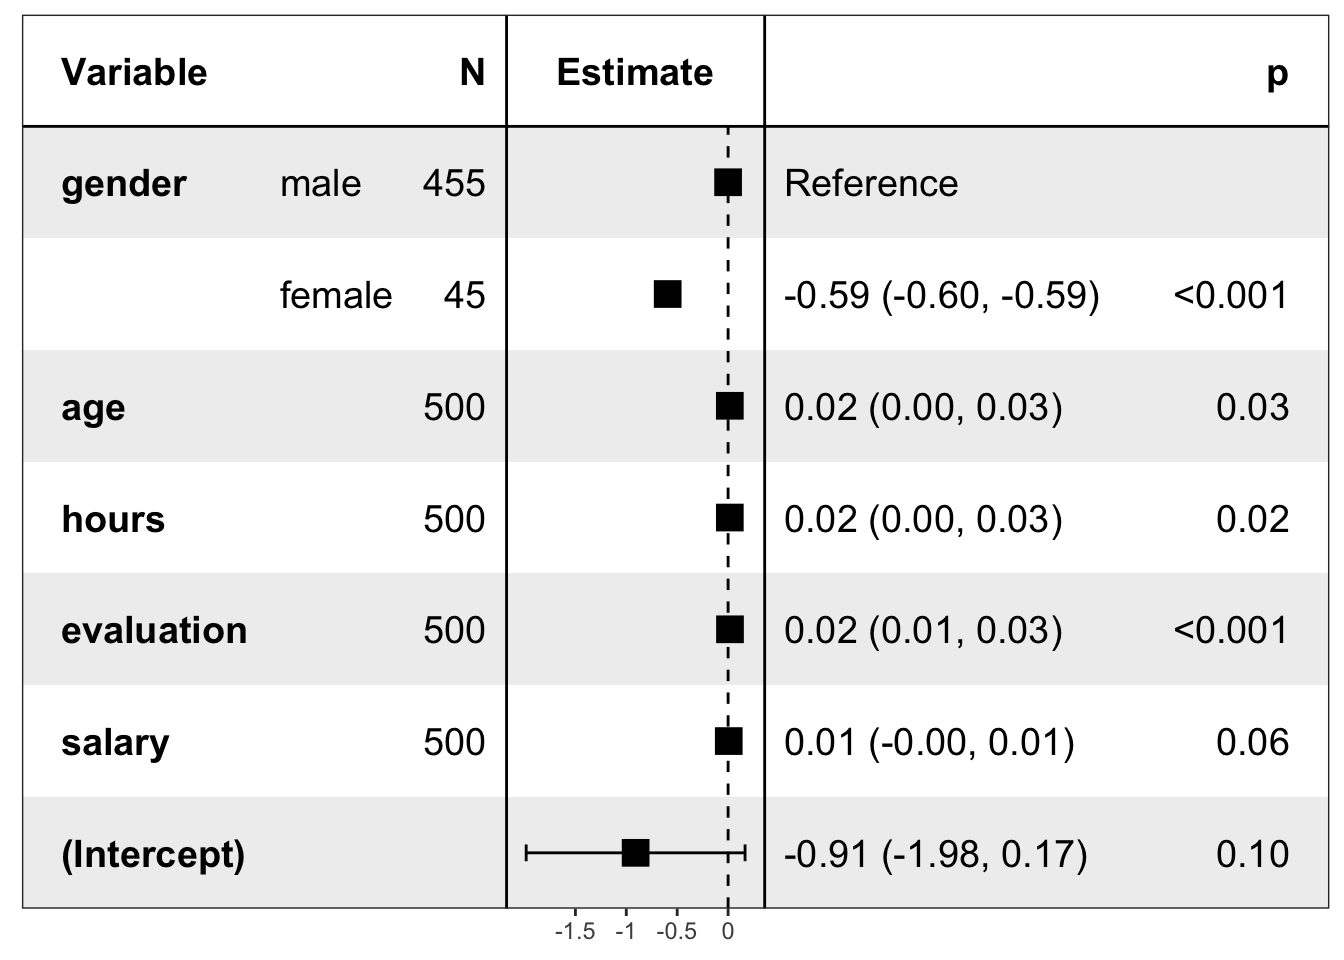 Variable N Estimate p
gender male 455 Reference
female 45 -0.59 (-0.60, -0.59) <0.001
age 500 0.02 (0.00, 0.03) 0.03
hours 500 0.02 (0.00, 0.03) 0.02
evaluation 500 0.02 (0.01, 0.03) <0.001
salary 500 0.01 (-0.00, 0.01) 0.06
(Intercept) -0.91 (-1.98, 0.17) 0.10
-1.5 -1 -0.5 0